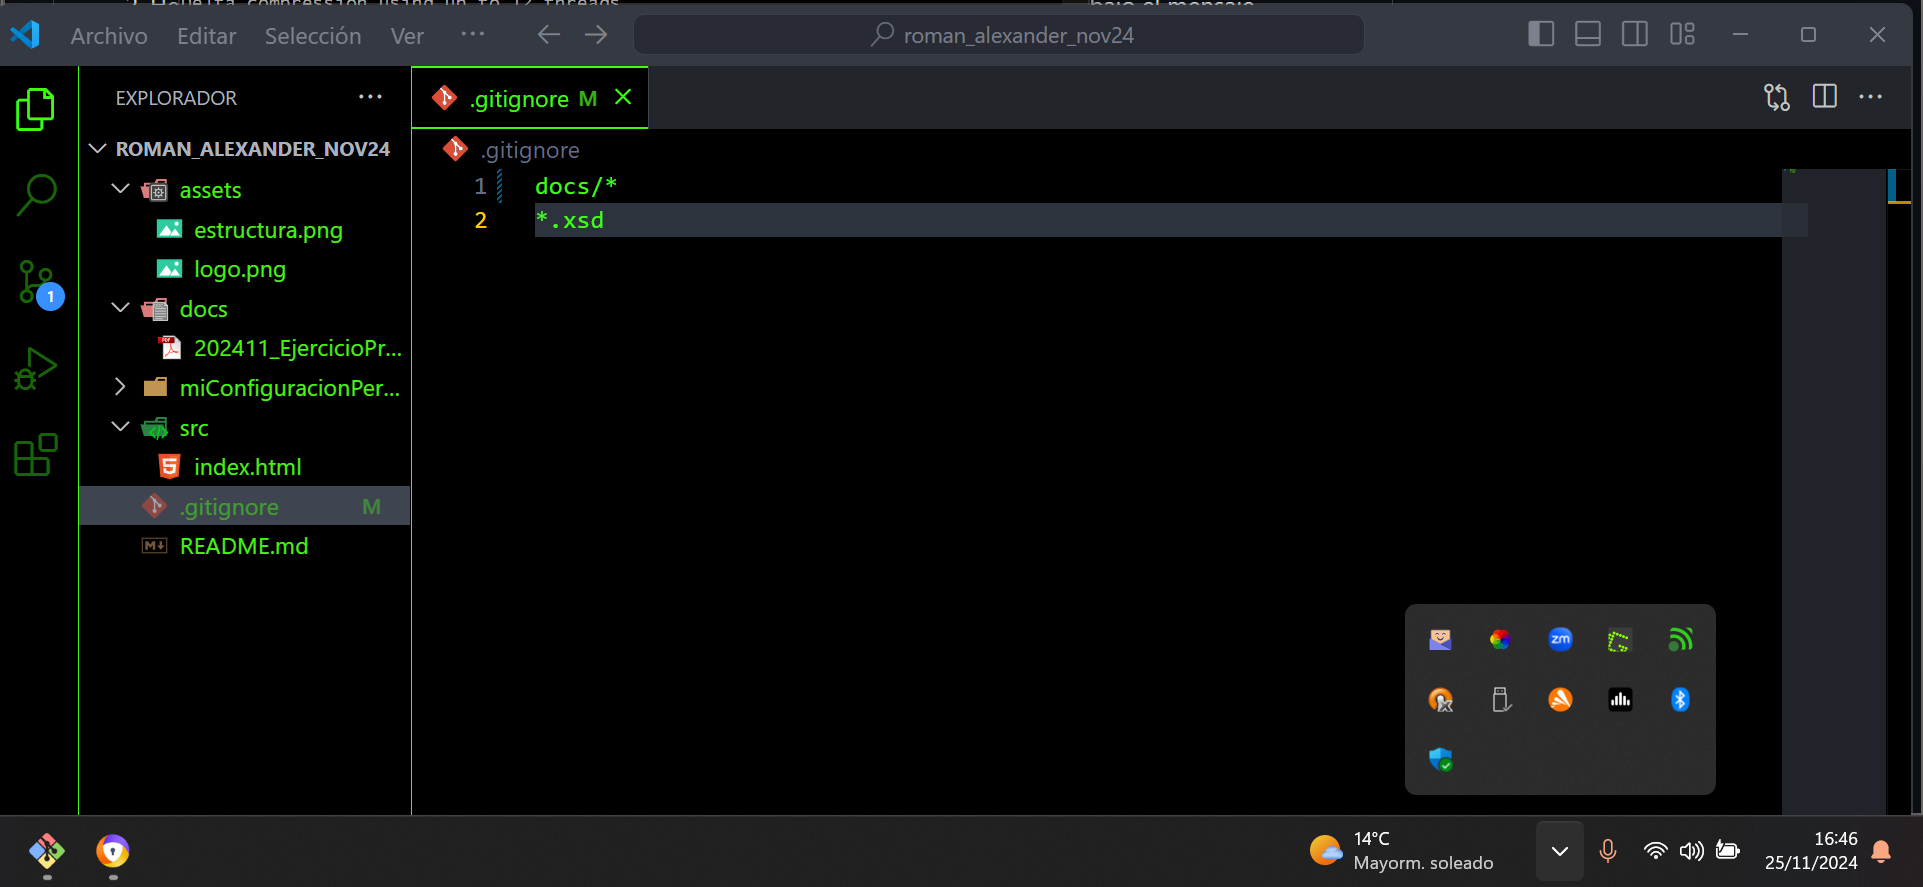 Archivo Editar Selección Ver ···
roman_alexander_nov24
EXPLORADOR
ROMAN_ALEXANDER_NOV24
assets
estructura.png
logo.png
docs
202411_EjercicioPr...
miConfiguracionPer...
src
index.html
.gitignore M
README.md
1
.gitignore M
.gitignore
1 docs/*
2 *.xsd
zm
14°C
Mayorm. soleado
16:46
25/11/2024